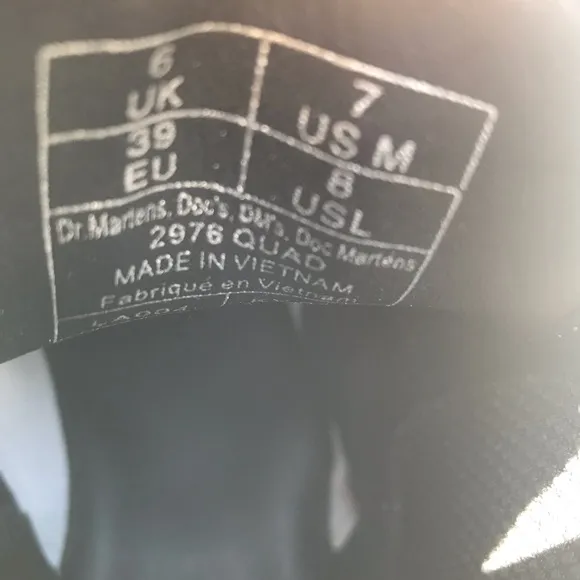 6 UK
7 US M
39 EU
8 US L
Dr.Martens, Doc's, DM's, Doc Martens
2976 QUAD
MADE IN VIETNAM
Fabriqué en Vietnam